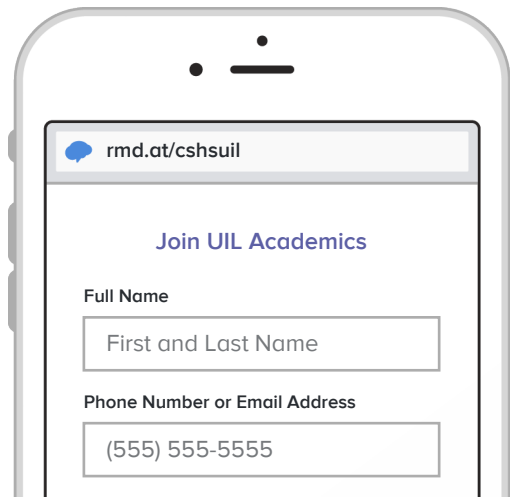 rmd.at/cshsuil
Join UIL Academics
Full Name
First and Last Name
Phone Number or Email Address
(555) 555-5555